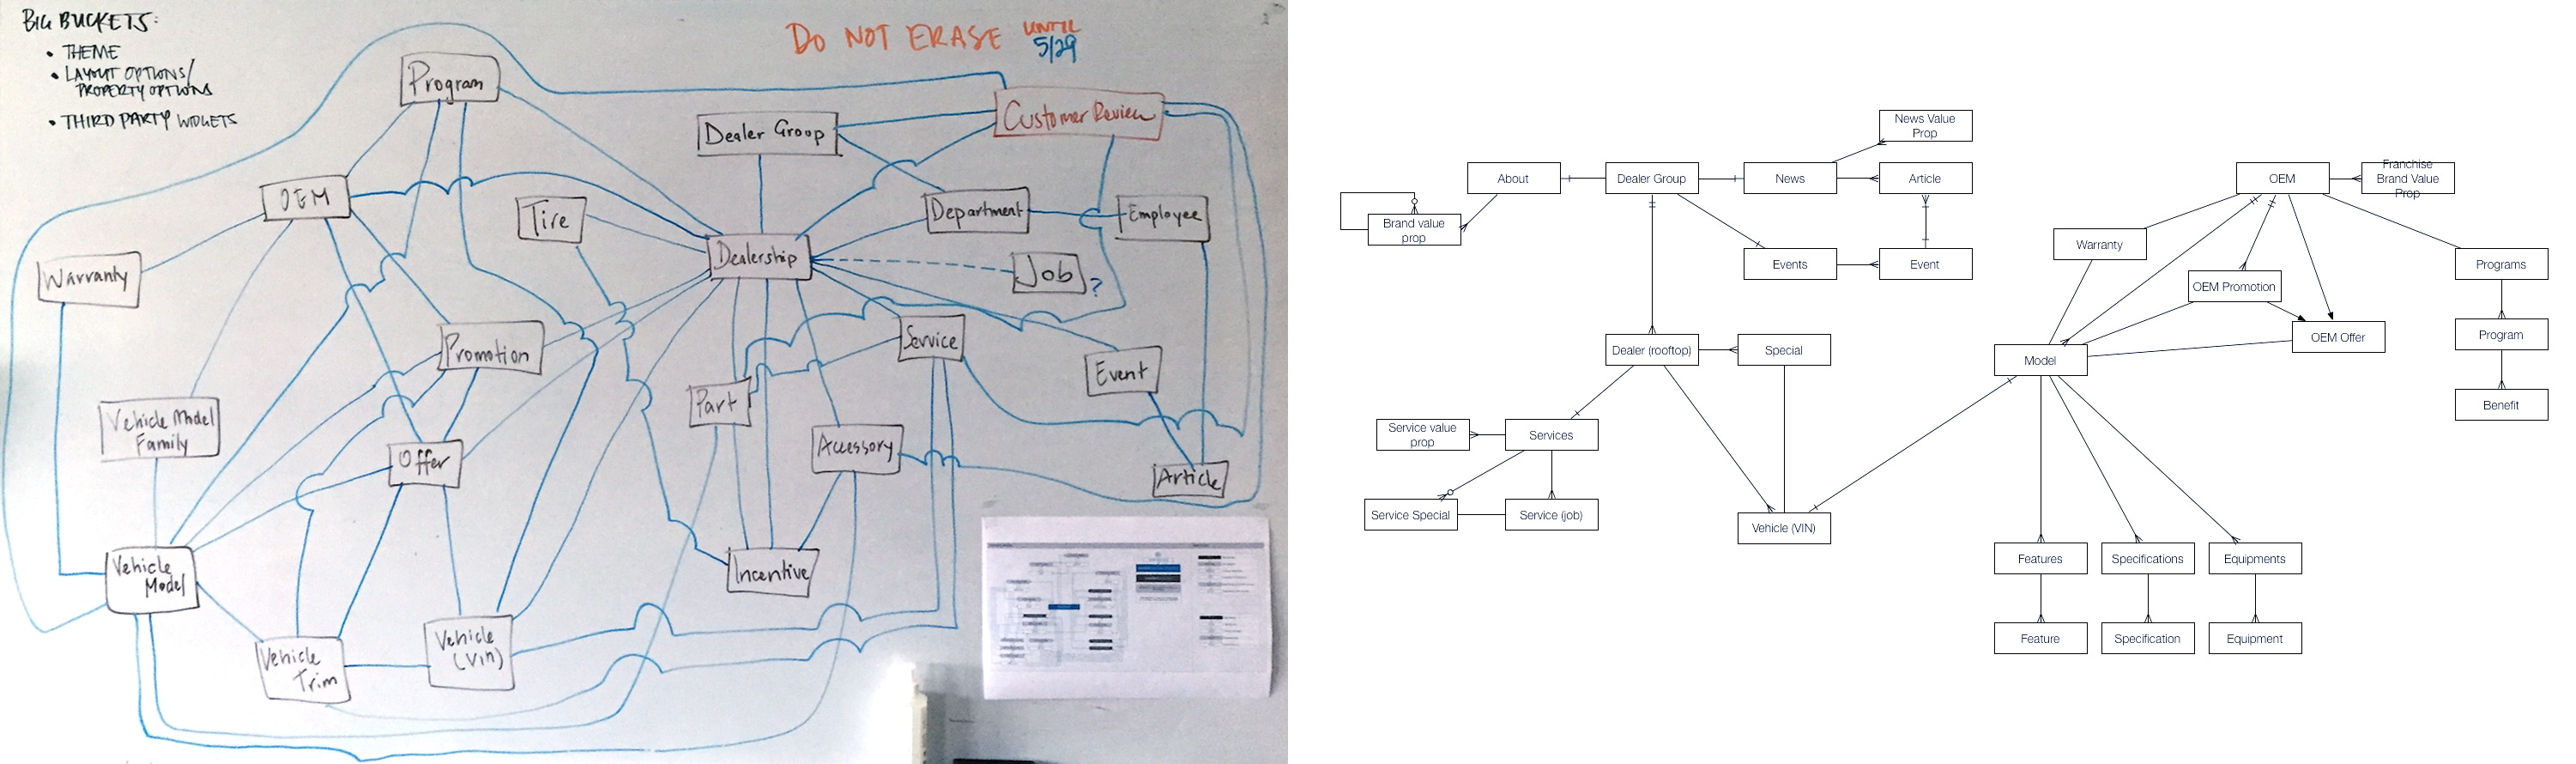 BIG BUCKETS:
• THEME
• LAYOUT OPTIONS/
PROPERTY OPTIONS
• THIRD PARTY WIDGETS
DO NOT ERASE UNTIL
5/29
Program
Dealer Group
Customer Review
OEM
Tire
Department
Employee
Warranty
Dealership
Job
?
Promotion
Service
Event
Part
Vehicle Model
Family
Offer
Accessory
Article
Vehicle
Model
Incentive
Vehicle
Trim
Vehicle
(VIN)
News Value
Prop
About
Dealer Group
News
Article
Brand value
prop
Events
Event
Dealer (rooftop)
Special
Service value
prop
Services
Service Special
Service (job)
Vehicle (VIN)
OEM
Franchise
Brand Value
Prop
Warranty
OEM Promotion
Programs
OEM Offer
Program
Model
Benefit
Features
Specifications
Equipments
Feature
Specification
Equipment